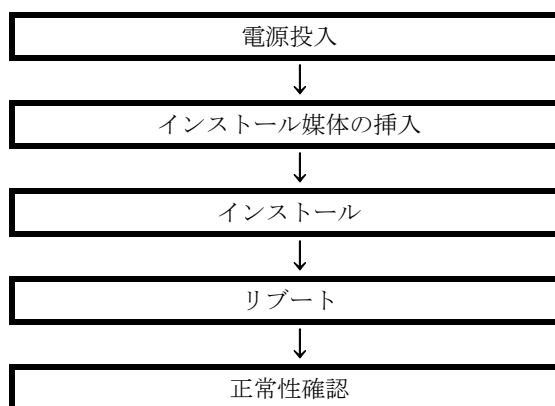 電源投入
インストール媒体の挿入
インストール
リブート
正常性確認